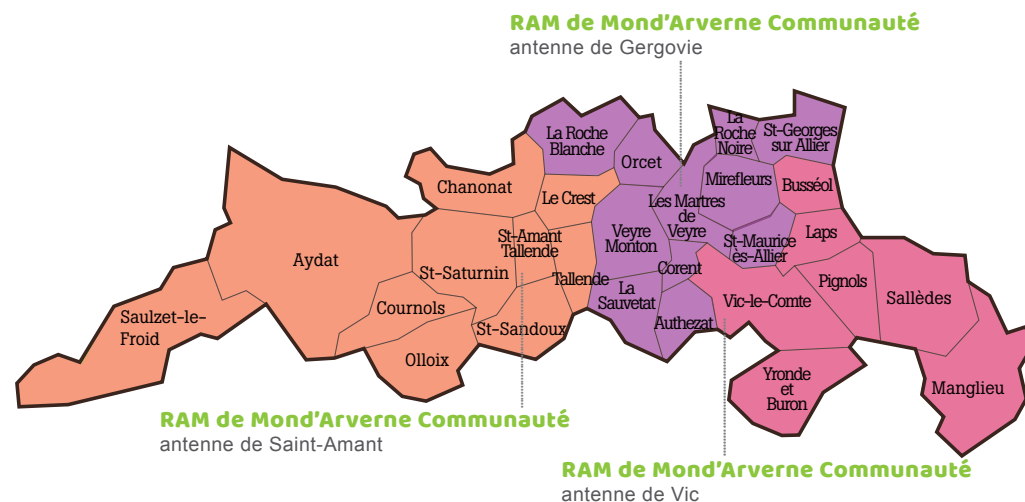 RAM de Mond'Arverne Communauté
antenne de Gergovie
La Roche
Blanche
Orcet
La
Roche
Noire
St-Georges
sur Allier
Chanonat
Le Crest
Mirefleurs
Busséol
Les Martres
de
Veyre
St-Amant
Tallende
Veyre
Monton
St-Maurice
ès-Allier
Laps
Aydat
St-Saturnin
Tallende
Corent
Pignols
Sallèdes
Saulzet-le-
Froid
Cournols
La
Sauvetat
Vic-le-Comte
St-Sandoux
Authezat
Olloix
Yronde
et
Buron
Manglieu
RAM de Mond'Arverne Communauté
antenne de Saint-Amant
RAM de Mond'Arverne Communauté
antenne de Vic